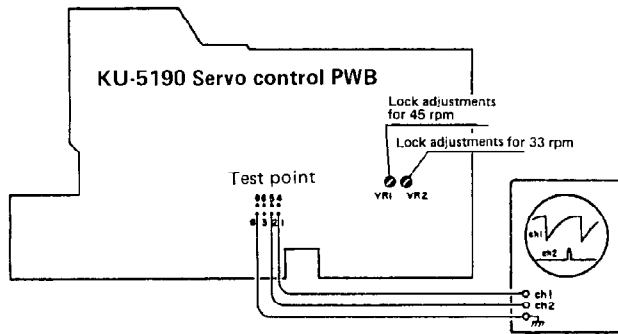 KU-5190 Servo control PWB
Lock adjustments
for 45 rpm
Lock adjustments for 33 rpm
VR1 VR2
Test point
ch1
ch2
ch1
ch2